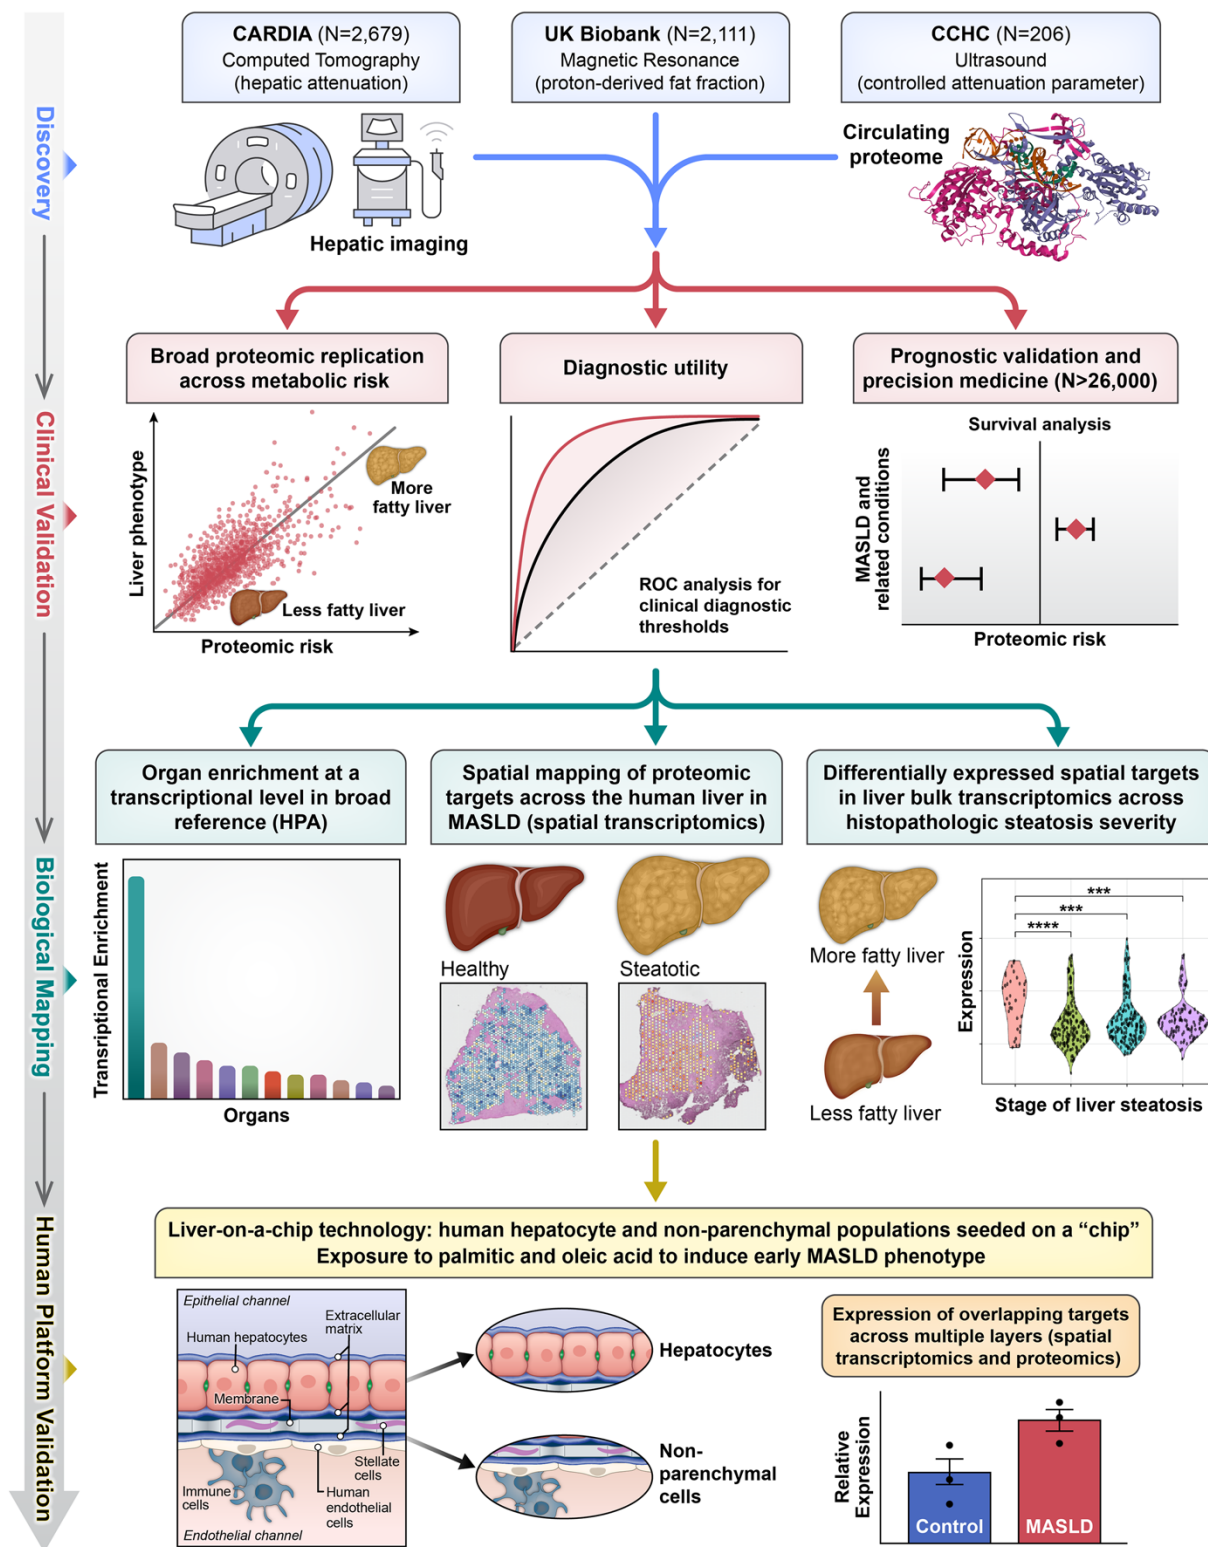 CARDIA (N=2,679)
Computed Tomography
(hepatic attenuation)
UK Biobank (N=2,111)
Magnetic Resonance
(proton-derived fat fraction)
CCHC (N=206)
Ultrasound
(controlled attenuation parameter)
Discovery
Hepatic imaging
Circulating
proteome
Clinical Validation
Broad proteomic replication
across metabolic risk
Diagnostic utility
Prognostic validation and
precision medicine (N>26,000)
Liver phenotype
More
fatty liver
Less fatty liver
Proteomic risk
ROC analysis for
clinical diagnostic
thresholds
Survival analysis
MASLD and
related conditions
Proteomic risk
Biological Mapping
Organ enrichment at a
transcriptional level in broad
reference (HPA)
Spatial mapping of proteomic
targets across the human liver in
MASLD (spatial transcriptomics)
Differentially expressed spatial targets
in liver bulk transcriptomics across
histopathologic steatosis severity
Transcriptional Enrichment
Organs
Healthy
Steatotic
More fatty liver
Less fatty liver
Expression
***
***
****
Stage of liver steatosis
Human Platform Validation
Liver-on-a-chip technology: human hepatocyte and non-parenchymal populations seeded on a “chip”
Exposure to palmitic and oleic acid to induce early MASLD phenotype
Epithelial channel
Human hepatocytes
Extracellular
matrix
Membrane
Stellate
cells
Immune
cells
Human
endothelial
cells
Endothelial channel
Hepatocytes
Non-
parenchymal
cells
Expression of overlapping targets
across multiple layers (spatial
transcriptomics and proteomics)
Relative
Expression
Control
MASLD